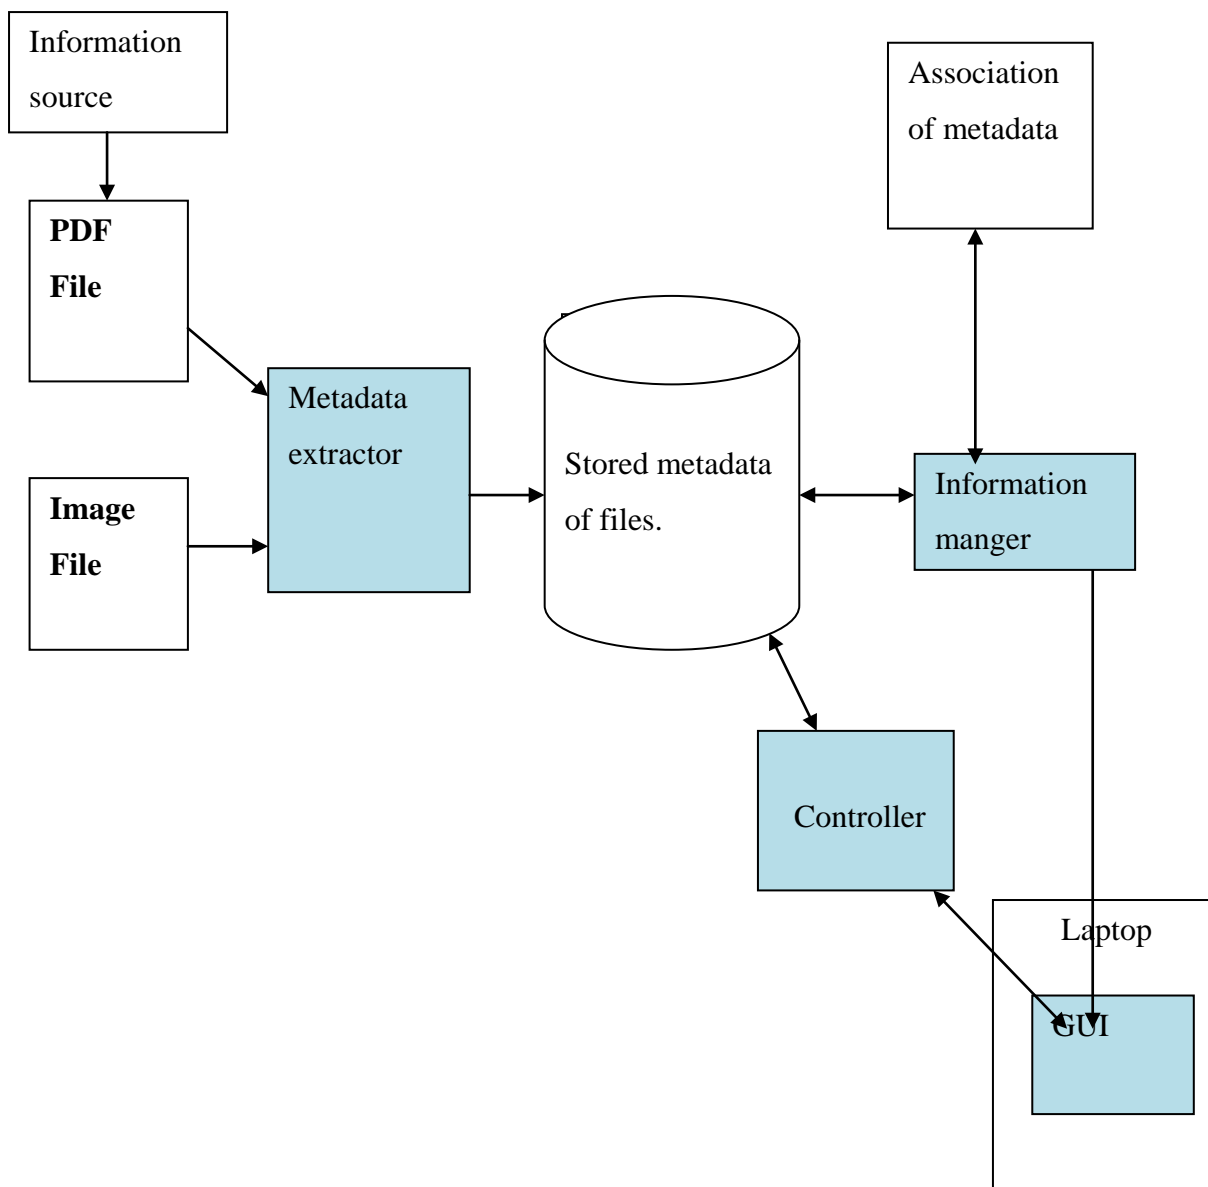 Information
source
Association
of metadata
PDF
File
Metadata
extractor
Image
File
Stored metadata
of files.
Information
manger
Controller
Laptop
GUI